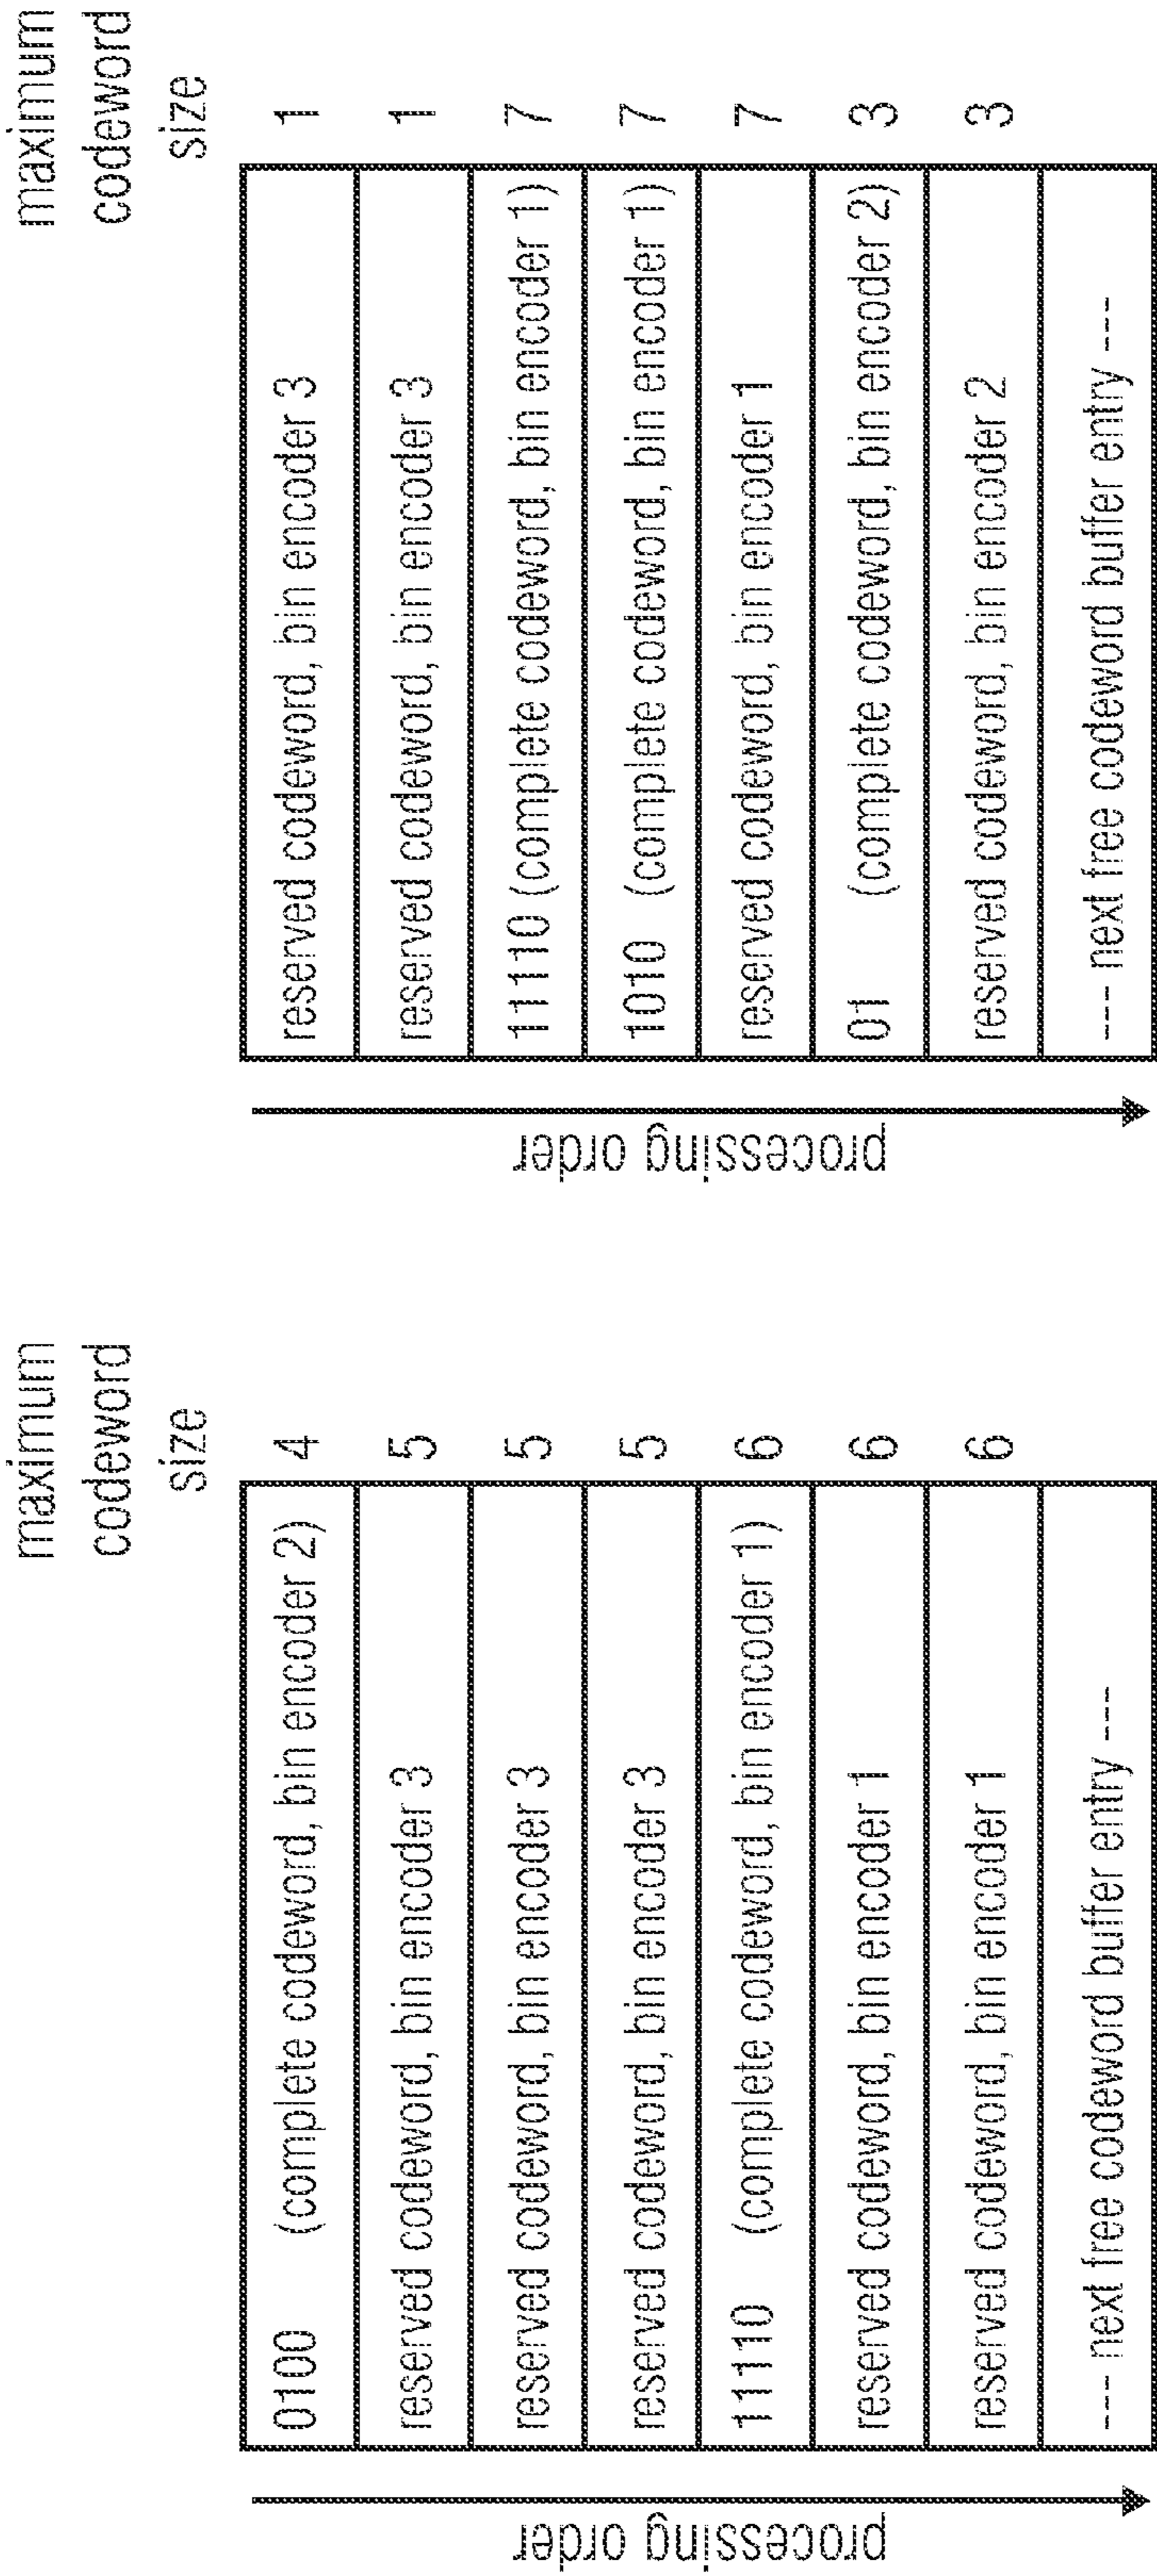 maximum
codeword
size
0100 (complete codeword, bin encoder 2) 4
reserved codeword, bin encoder 3 5
reserved codeword, bin encoder 3 5
reserved codeword, bin encoder 3 5
11110 (complete codeword, bin encoder 1) 6
reserved codeword, bin encoder 1 6
reserved codeword, bin encoder 1 6
--- next free codeword buffer entry ---
processing order
maximum
codeword
size
reserved codeword, bin encoder 3 1
reserved codeword, bin encoder 3 1
11110 (complete codeword, bin encoder 1) 7
1010 (complete codeword, bin encoder 1) 7
reserved codeword, bin encoder 1 7
01 (complete codeword, bin encoder 2) 3
reserved codeword, bin encoder 2 3
--- next free codeword buffer entry ---
processing order